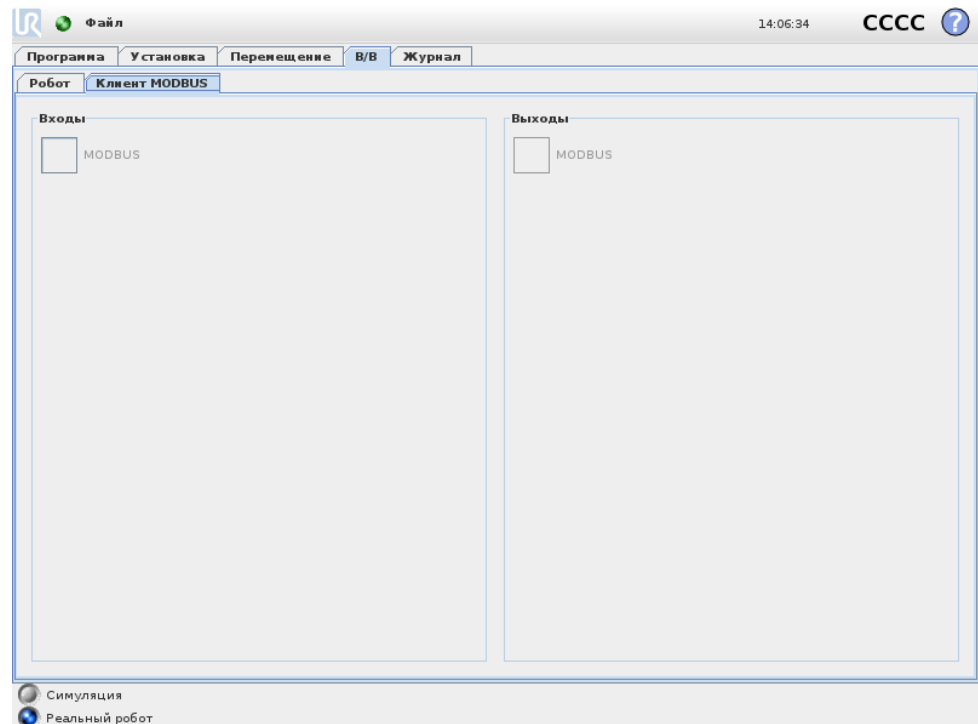 UR Файл 14:06:34 CCCC ?
Программа Установка Перемещение В/В Журнал
Робот Клиент MODBUS
Входы Выходы
MODBUS MODBUS
Симуляция
Реальный робот